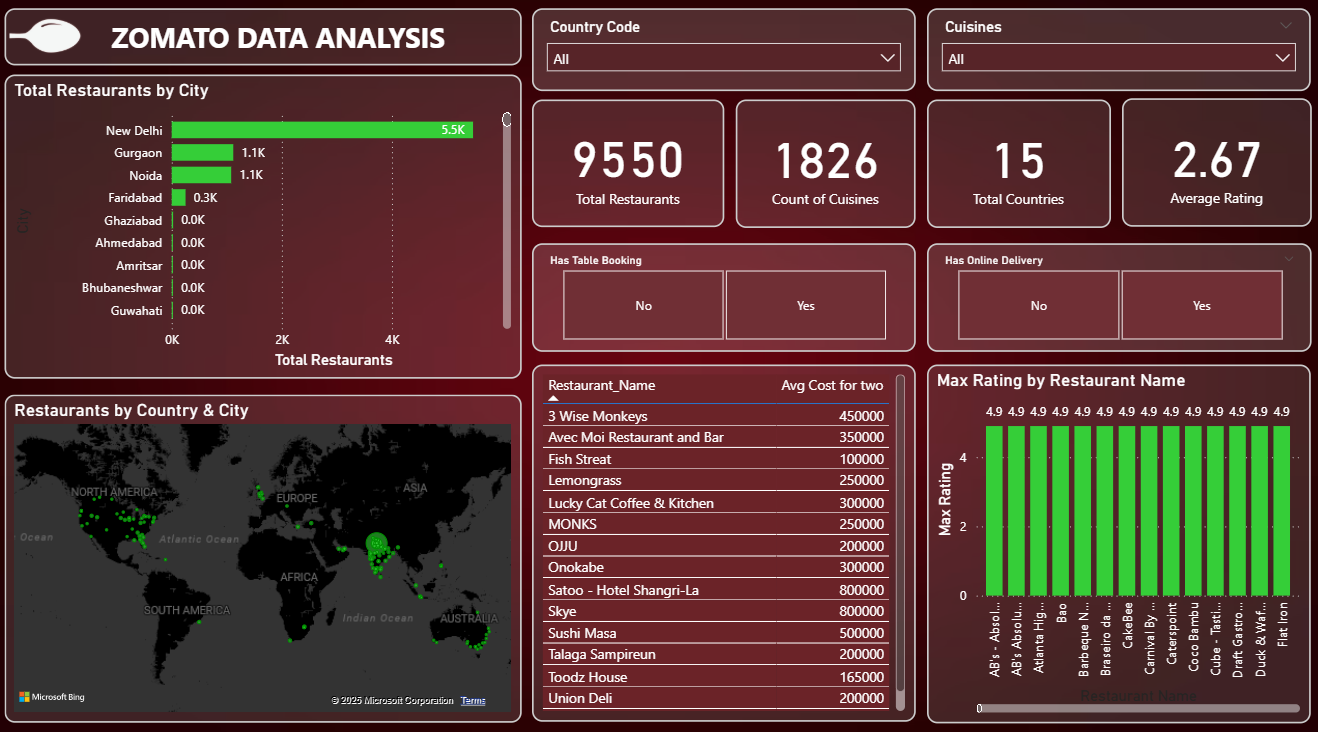 ZOMATO DATA ANALYSIS
Country Code
All
Cuisines
All
Total Restaurants by City
City
New Delhi 5.5K
Gurgaon 1.1K
Noida 1.1K
Faridabad 0.3K
Ghaziabad 0.0K
Ahmedabad 0.0K
Amritsar 0.0K
Bhubaneshwar 0.0K
Guwahati 0.0K
0K 2K 4K
Total Restaurants
9550
Total Restaurants
1826
Count of Cuisines
15
Total Countries
2.67
Average Rating
Has Table Booking
No Yes
Has Online Delivery
No Yes
Restaurants by Country & City
NORTH AMERICA
EUROPE
ASIA
Ocean
Atlantic Ocean
AFRICA
SOUTH AMERICA
Indian Ocean
AUSTRALIA
Microsoft Bing
© 2025 Microsoft Corporation Terms
Restaurant_Name Avg Cost for two
3 Wise Monkeys 450000
Avec Moi Restaurant and Bar 350000
Fish Streat 100000
Lemongrass 250000
Lucky Cat Coffee & Kitchen 300000
MONKS 250000
OJJU 200000
Onokabe 300000
Satoo - Hotel Shangri-La 800000
Skye 800000
Sushi Masa 500000
Talaga Sampireun 200000
Toodz House 165000
Union Deli 200000
Max Rating by Restaurant Name
4.9 4.9 4.9 4.9 4.9 4.9 4.9 4.9 4.9 4.9 4.9 4.9 4.9 4.9
Max Rating
4
2
0
AB's - Absol...
AB's Absolu...
Atlanta Hig...
Bao
Barbeque N...
Braseiro da ...
CakeBee
Carnival By ...
Caterspoint
Coco Bambu
Cube - Tasti...
Draft Gastro...
Duck & Waf...
Flat Iron
Restaurant Name